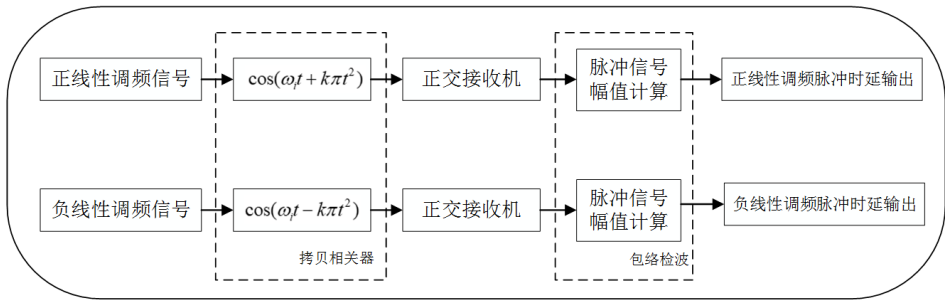 正线性调频信号
cos(ωᵢt + kπt²)
正交接收机
脉冲信号
幅值计算
正线性调频脉冲时延输出
负线性调频信号
cos(ωᵢt − kπt²)
正交接收机
脉冲信号
幅值计算
负线性调频脉冲时延输出
拷贝相关器
包络检波